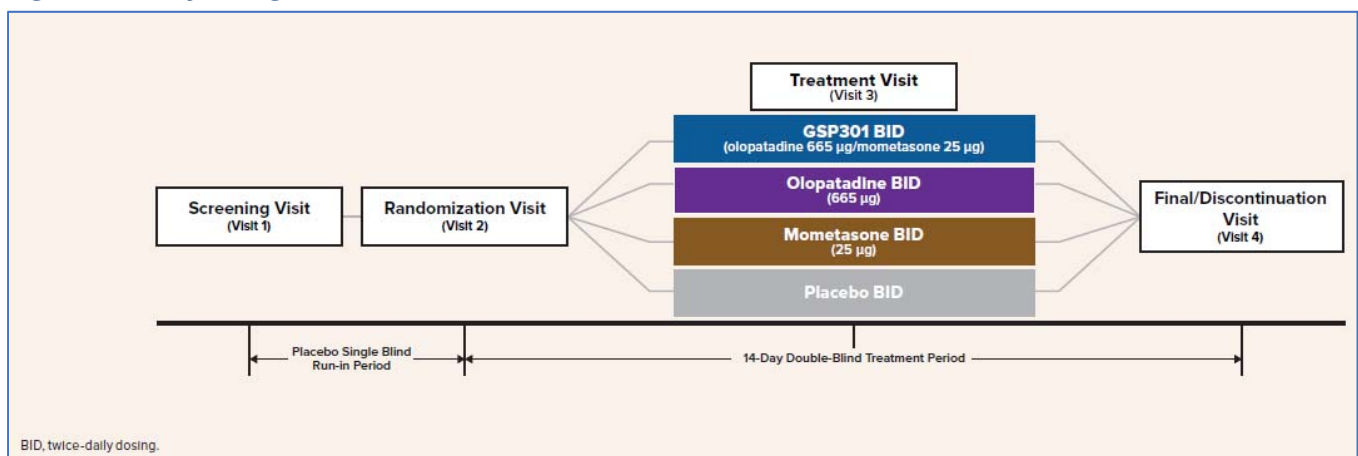 Treatment Visit
(Visit 3)
GSP301 BID
(olopatadine 665 µg/mometasone 25 µg)
Olopatadine BID
(665 µg)
Screening Visit
(Visit 1)
Randomization Visit
(Visit 2)
Final/Discontinuation
Visit
(Visit 4)
Mometasone BID
(25 µg)
Placebo BID
Placebo Single Blind
Run-in Period
14-Day Double-Blind Treatment Period
BID, twice-daily dosing.